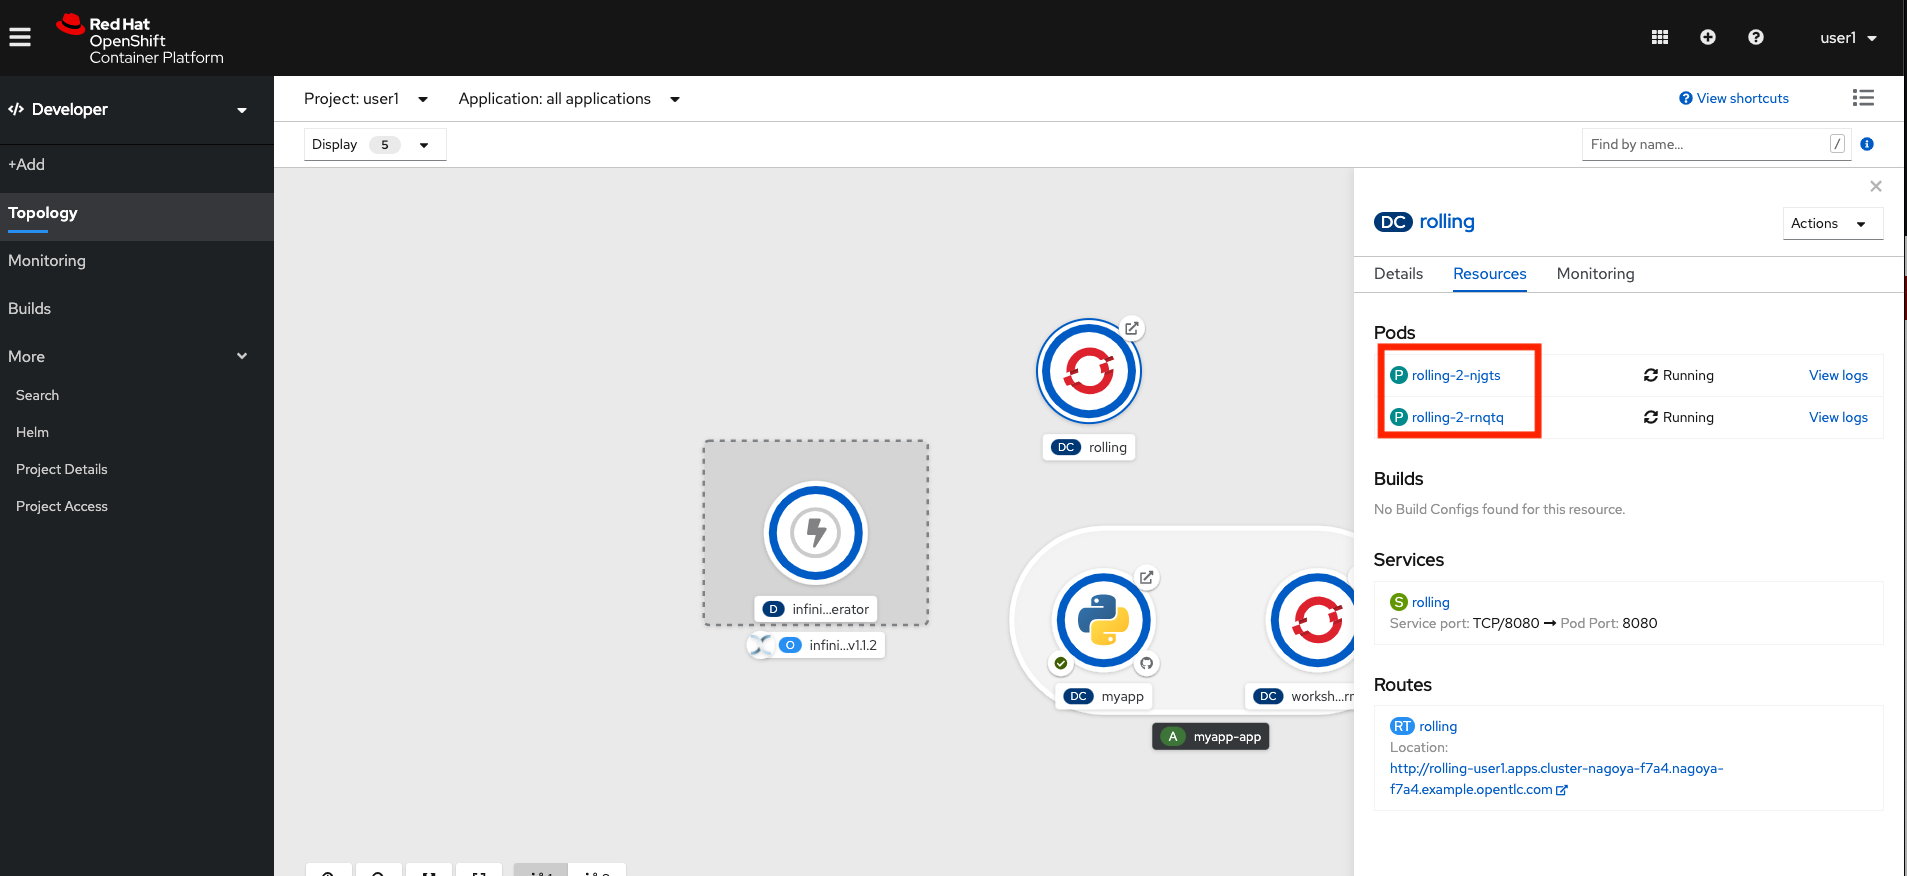 Red Hat
OpenShift
Container Platform
user1
Developer
+Add
Topology
Monitoring
Builds
More
Search
Helm
Project Details
Project Access
Project: user1
Application: all applications
View shortcuts
Display 5
Find by name...
/
DC rolling
D infini...erator
O infini...v1.1.2
DC myapp
DC worksh...
A myapp-app
DC rolling
Actions
Details
Resources
Monitoring
Pods
P rolling-2-njgts
Running
View logs
P rolling-2-rnqtq
Running
View logs
Builds
No Build Configs found for this resource.
Services
S rolling
Service port: TCP/8080 → Pod Port: 8080
Routes
RT rolling
Location:
http://rolling-user1.apps.cluster-nagoya-f7a4.nagoya-
f7a4.example.opentlc.com